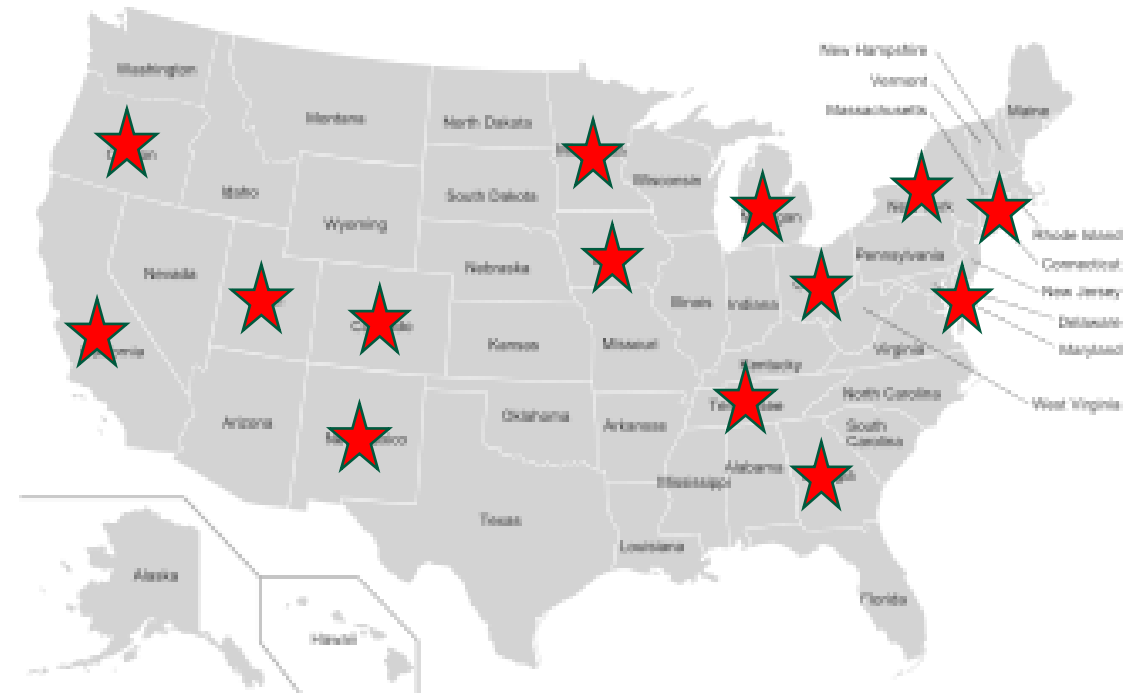 New Hampshire
Vermont
Massachusetts
Washington
Montana
North Dakota
Maine
Idaho
South Dakota
Wisconsin
Wyoming
Nevada
Nebraska
Pennsylvania
Rhode Island
Connecticut
New Jersey
Delaware
Maryland
West Virginia
Illinois
Indiana
Kansas
Missouri
Kentucky
Virginia
Arizona
Oklahoma
Arkansas
North Carolina
South
Carolina
Mississippi
Alabama
Texas
Louisiana
Alaska
Hawaii
Florida